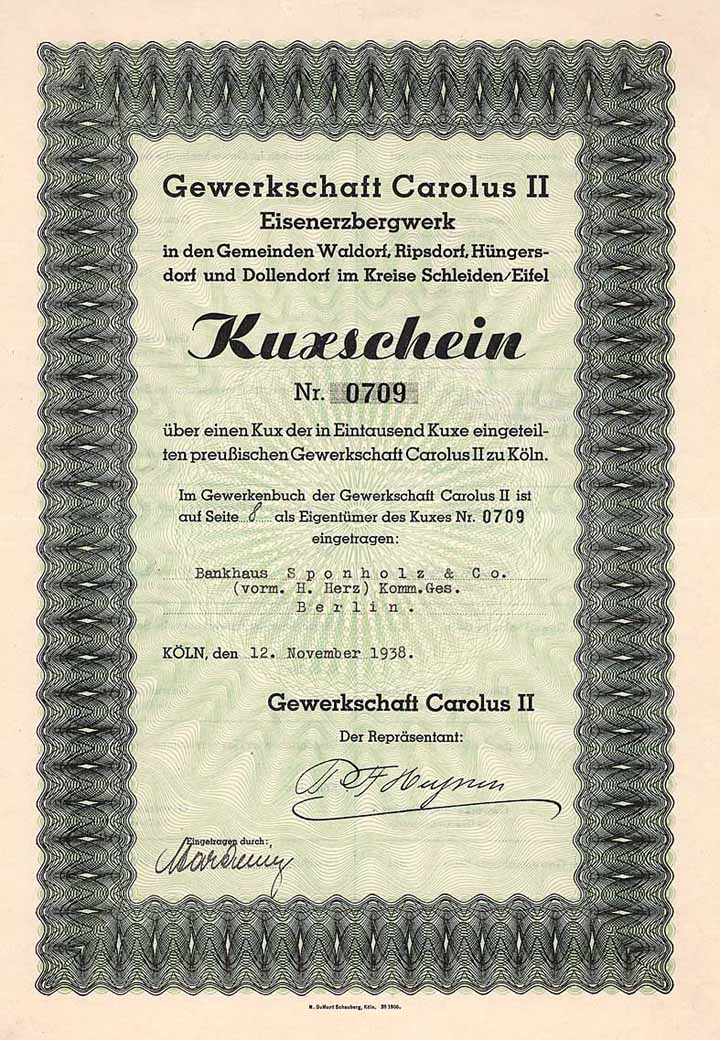 Gewerkschaft Carolus II
Eisenerzbergwerk
in den Gemeinden Waldorf, Ripsdorf, Hüngers-
dorf und Dollendorf im Kreise Schleiden/Eifel
Kuxschein
Nr. 0709
über einen Kux der in Eintausend Kuxe eingeteil-
ten preußischen Gewerkschaft Carolus II zu Köln.
Im Gewerkenbuch der Gewerkschaft Carolus II ist
auf Seite 8 als Eigentümer des Kuxes Nr. 0709
eingetragen:
Bankhaus Sponholz & Co.
(vorm. H. Herz) Komm.Ges.
Berlin.
KÖLN, den 12. November 1938.
Gewerkschaft Carolus II
Der Repräsentant:
Eingetragen durch:
M. DuMont Schauberg, Köln.